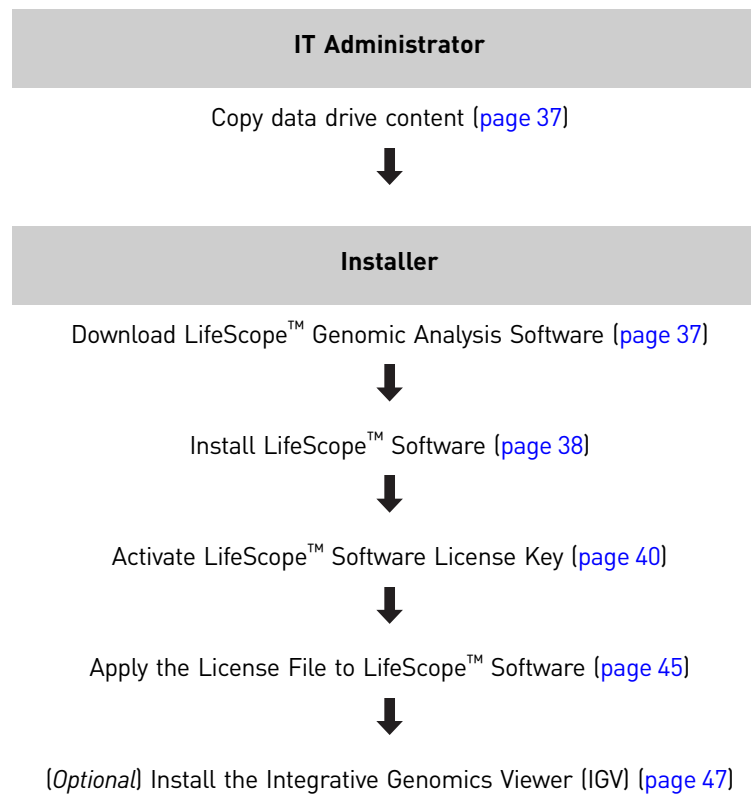 IT Administrator
Copy data drive content (page 37)
Installer
Download LifeScope™ Genomic Analysis Software (page 37)
Install LifeScope™ Software (page 38)
Activate LifeScope™ Software License Key (page 40)
Apply the License File to LifeScope™ Software (page 45)
(Optional) Install the Integrative Genomics Viewer (IGV) (page 47)